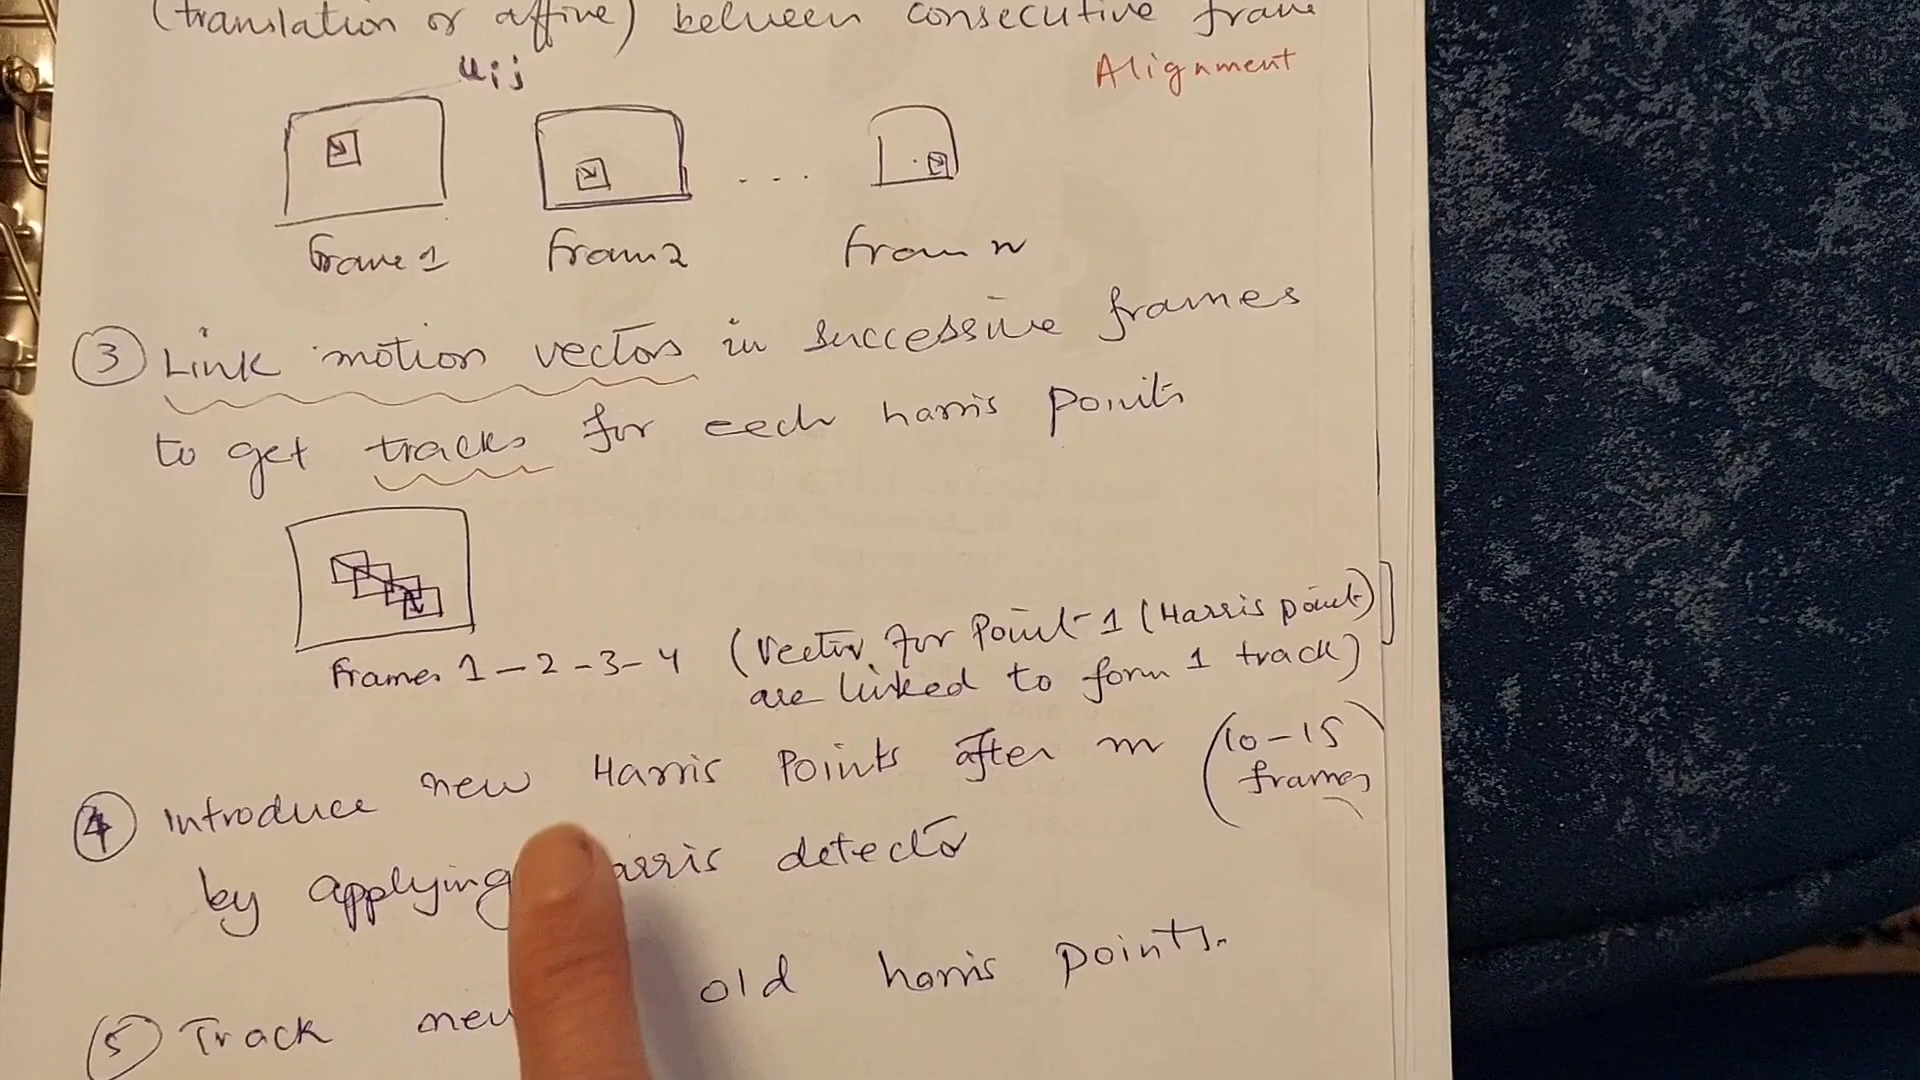 (translation or affine) between consecutive frame
uij
Alignment
frame 1 fram 2 ... fram n
③ Link motion vectors in successive frames
to get tracks for each harris points
frames 1 - 2 - 3 - 4 (vector for Point-1 (Harris point)
are linked to form 1 track)
④ Introduce new Harris Points after m (10-15
frames
by applying arris detector
⑤ Track new old harris points.